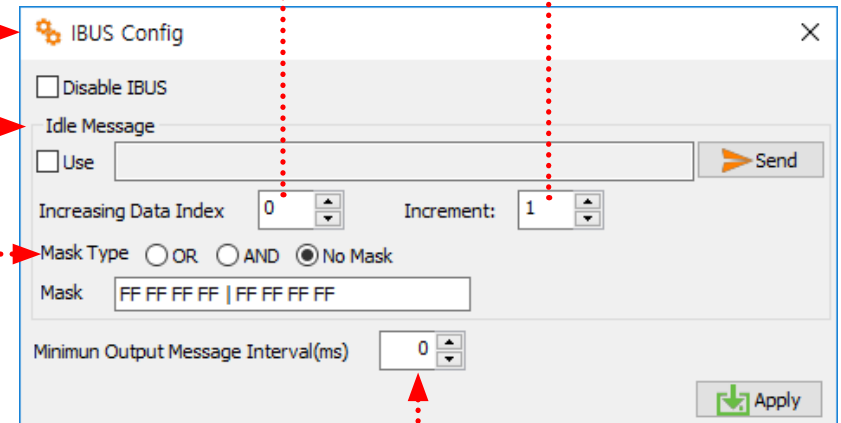 IBUS Config
Disable IBUS
Idle Message
Use Send
Increasing Data Index 0 Increment: 1
Mask Type OR AND No Mask
Mask FF FF FF FF | FF FF FF FF
Minimun Output Message Interval(ms) 0
Apply